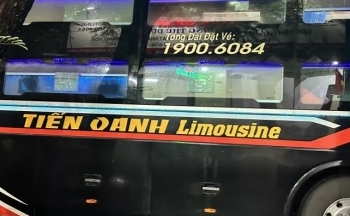 Tổng Đài Đặt Vé:
1900.6084
TIẾN OANH Limousine